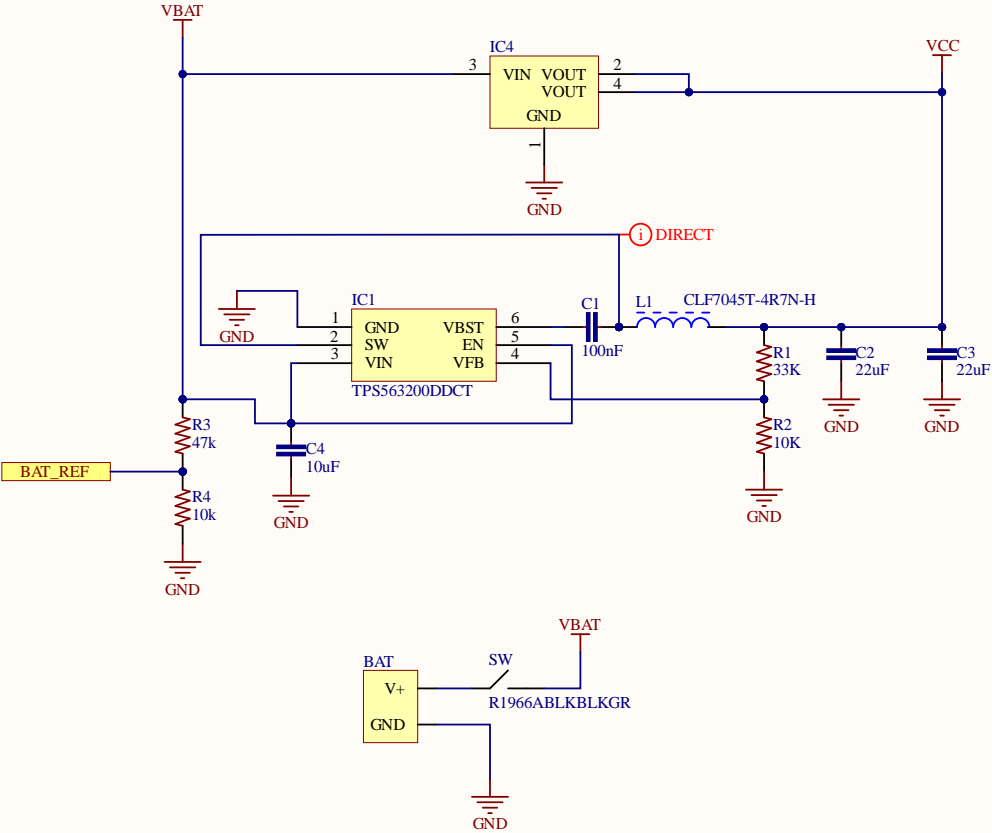 VBAT
IC4
VCC
3
VIN
VOUT
2
VOUT
4
GND
1
GND
i
DIRECT
GND
IC1
1
GND
VBST
6
2
SW
EN
5
3
VIN
VFB
4
TPS563200DDCT
C1
100nF
L1
CLF7045T-4R7N-H
R1
33K
C2
22uF
C3
22uF
GND
GND
R2
10K
GND
R3
47k
BAT_REF
R4
10k
GND
C4
10uF
GND
VBAT
BAT
V+
GND
SW
R1966ABLKBLKGR
GND